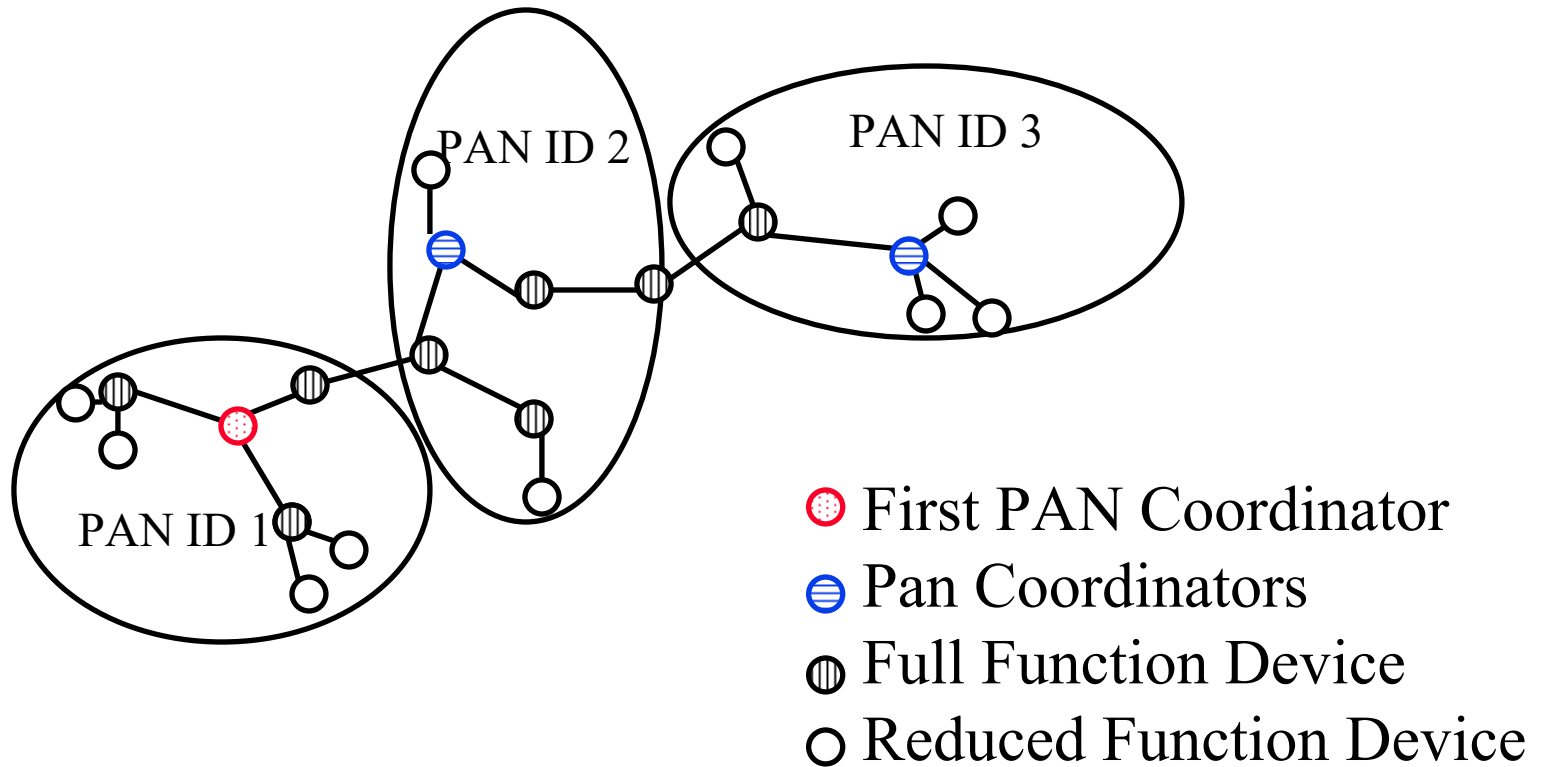 PAN ID 2
PAN ID 3
PAN ID 1
First PAN Coordinator
Pan Coordinators
Full Function Device
Reduced Function Device